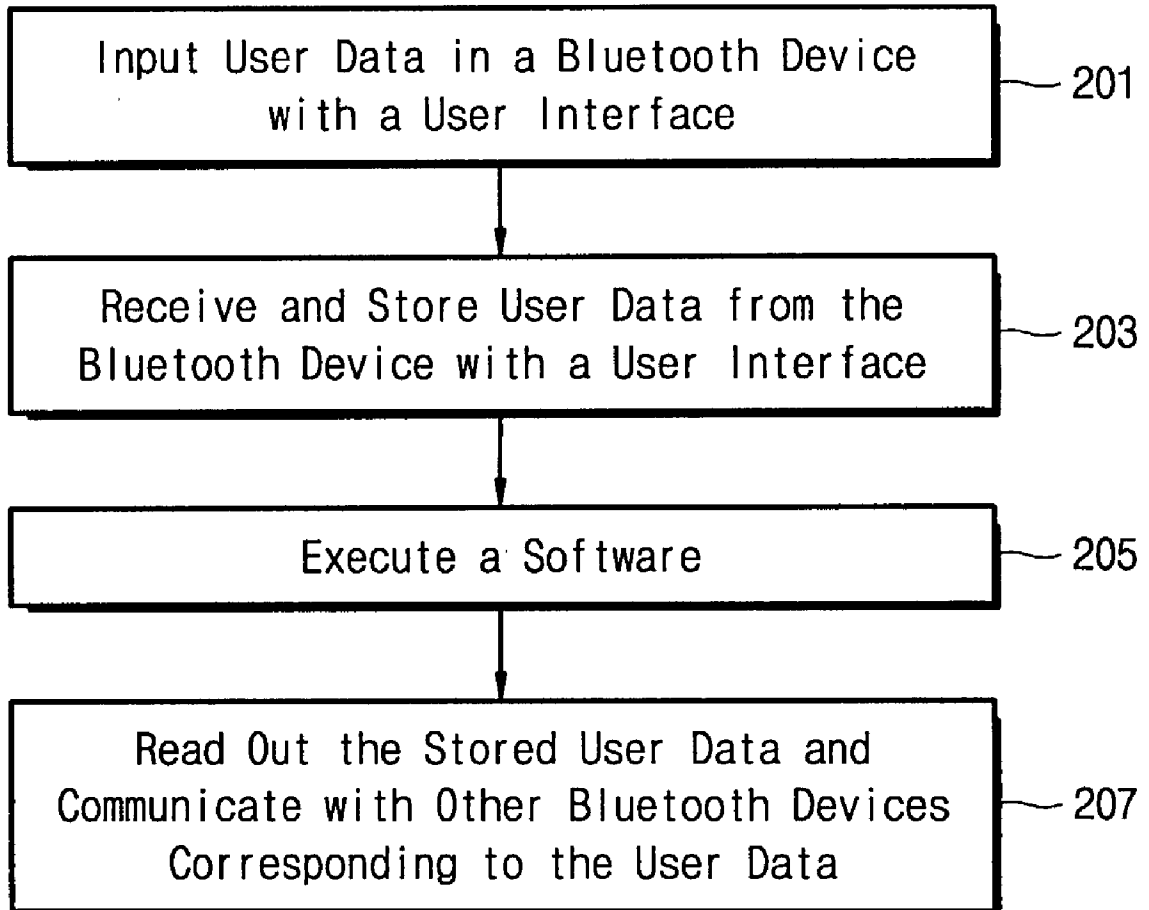 Input User Data in a Bluetooth Device
with a User Interface
201
Receive and Store User Data from the
Bluetooth Device with a User Interface
203
Execute a Software
205
Read Out the Stored User Data and
Communicate with Other Bluetooth Devices
Corresponding to the User Data
207